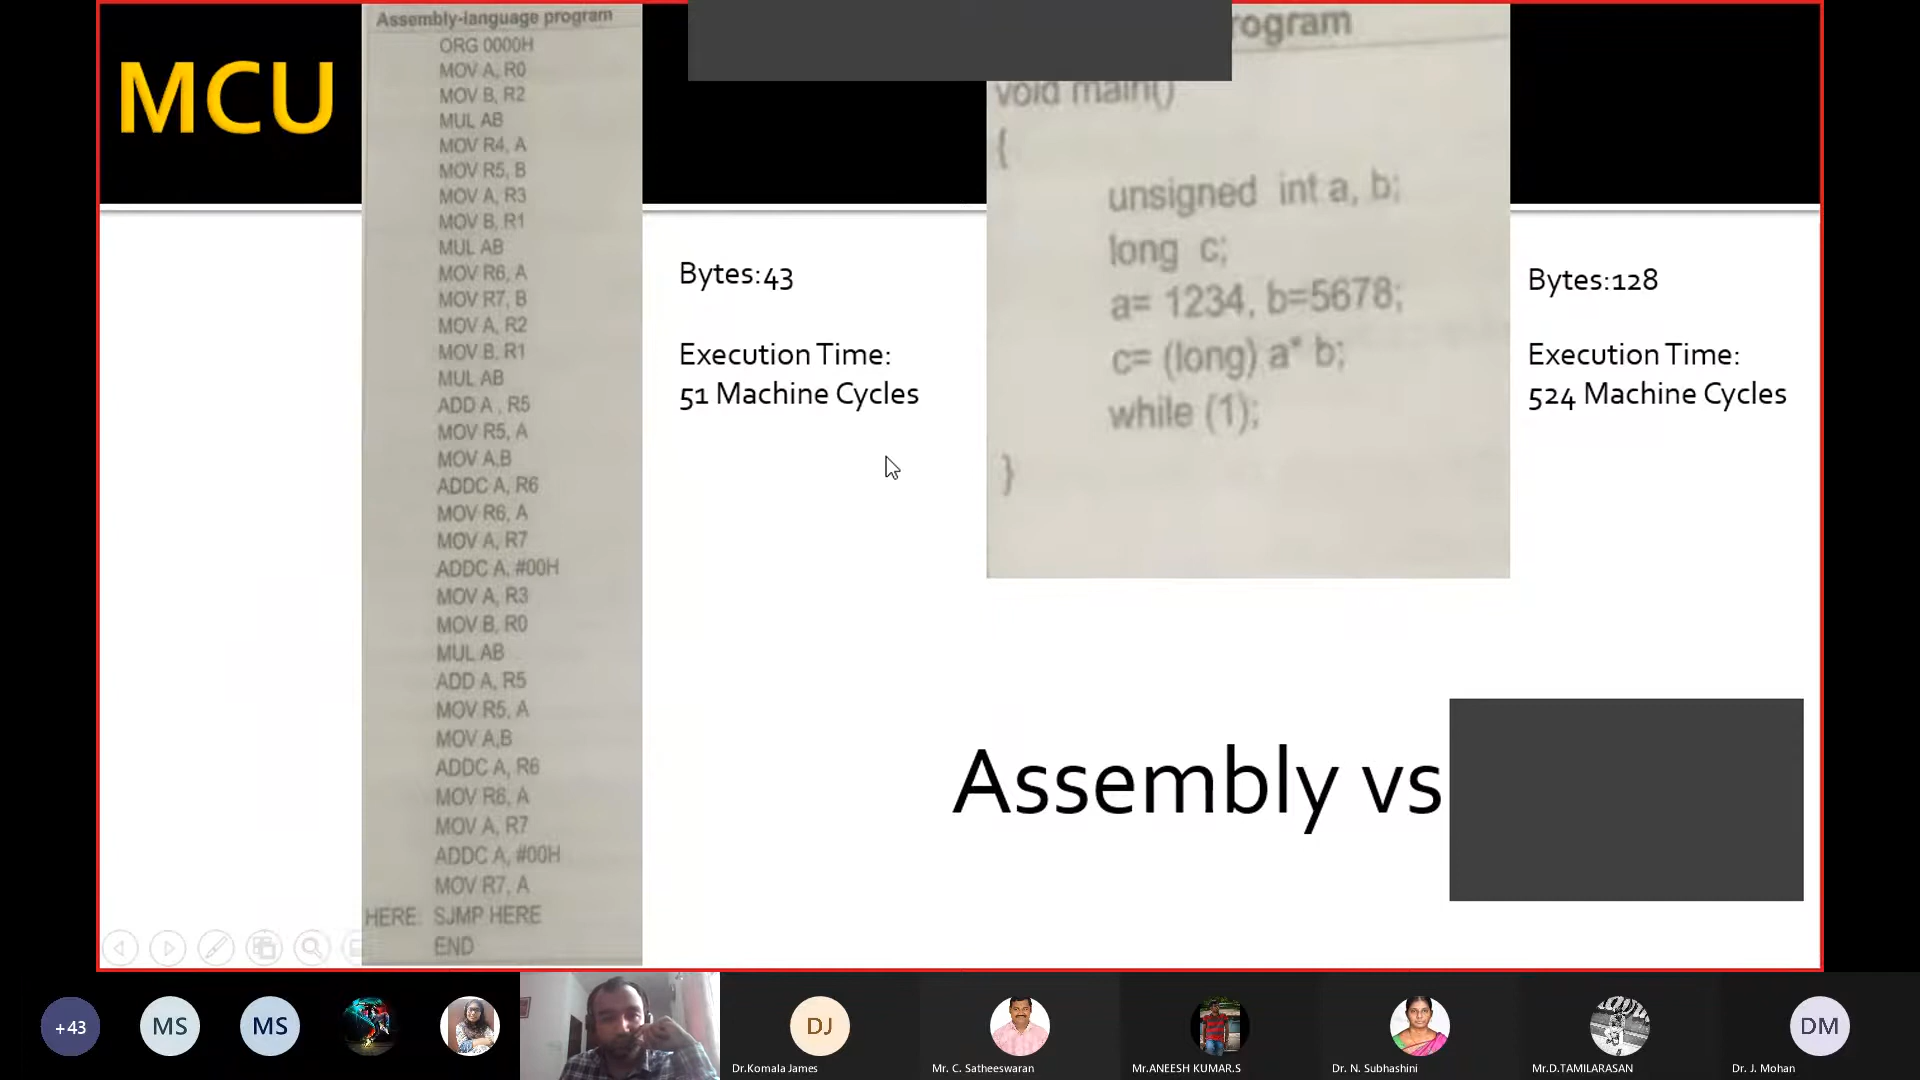 MCU
Assembly-language program
ORG 0000H
MOV A, R0
MOV B, R2
MUL AB
MOV R4, A
MOV R5, B
MOV A, R3
MOV B, R1
MUL AB
MOV R6, A
MOV R7, B
MOV A, R2
MOV B, R1
MUL AB
ADD A , R5
MOV R5, A
MOV A,B
ADDC A, R6
MOV R6, A
MOV A, R7
ADDC A, #00H
MOV A, R3
MOV B, R0
MUL AB
ADD A, R5
MOV R5, A
MOV A,B
ADDC A, R6
MOV R6, A
MOV A, R7
ADDC A, #00H
MOV R7, A
HERE: SJMP HERE
END
Bytes:43
Execution Time:
51 Machine Cycles
rogram
void main()
{
unsigned int a, b;
long c;
a= 1234, b=5678;
c= (long) a* b;
while (1);
}
Bytes:128
Execution Time:
524 Machine Cycles
Assembly vs
+43
MS
MS
DJ
DM
Dr.Komala James
Mr. C. Satheeswaran
Mr.ANEESH KUMAR.S
Dr. N. Subhashini
Mr.D.TAMILARASAN
Dr. J. Mohan